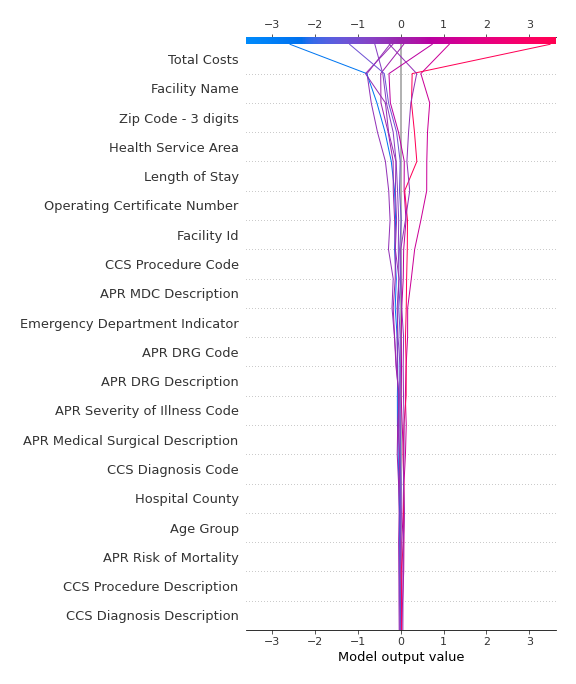 −3 −2 −1 0 1 2 3
Total Costs
Facility Name
Zip Code - 3 digits
Health Service Area
Length of Stay
Operating Certificate Number
Facility Id
CCS Procedure Code
APR MDC Description
Emergency Department Indicator
APR DRG Code
APR DRG Description
APR Severity of Illness Code
APR Medical Surgical Description
CCS Diagnosis Code
Hospital County
Age Group
APR Risk of Mortality
CCS Procedure Description
CCS Diagnosis Description
−3 −2 −1 0 1 2 3
Model output value